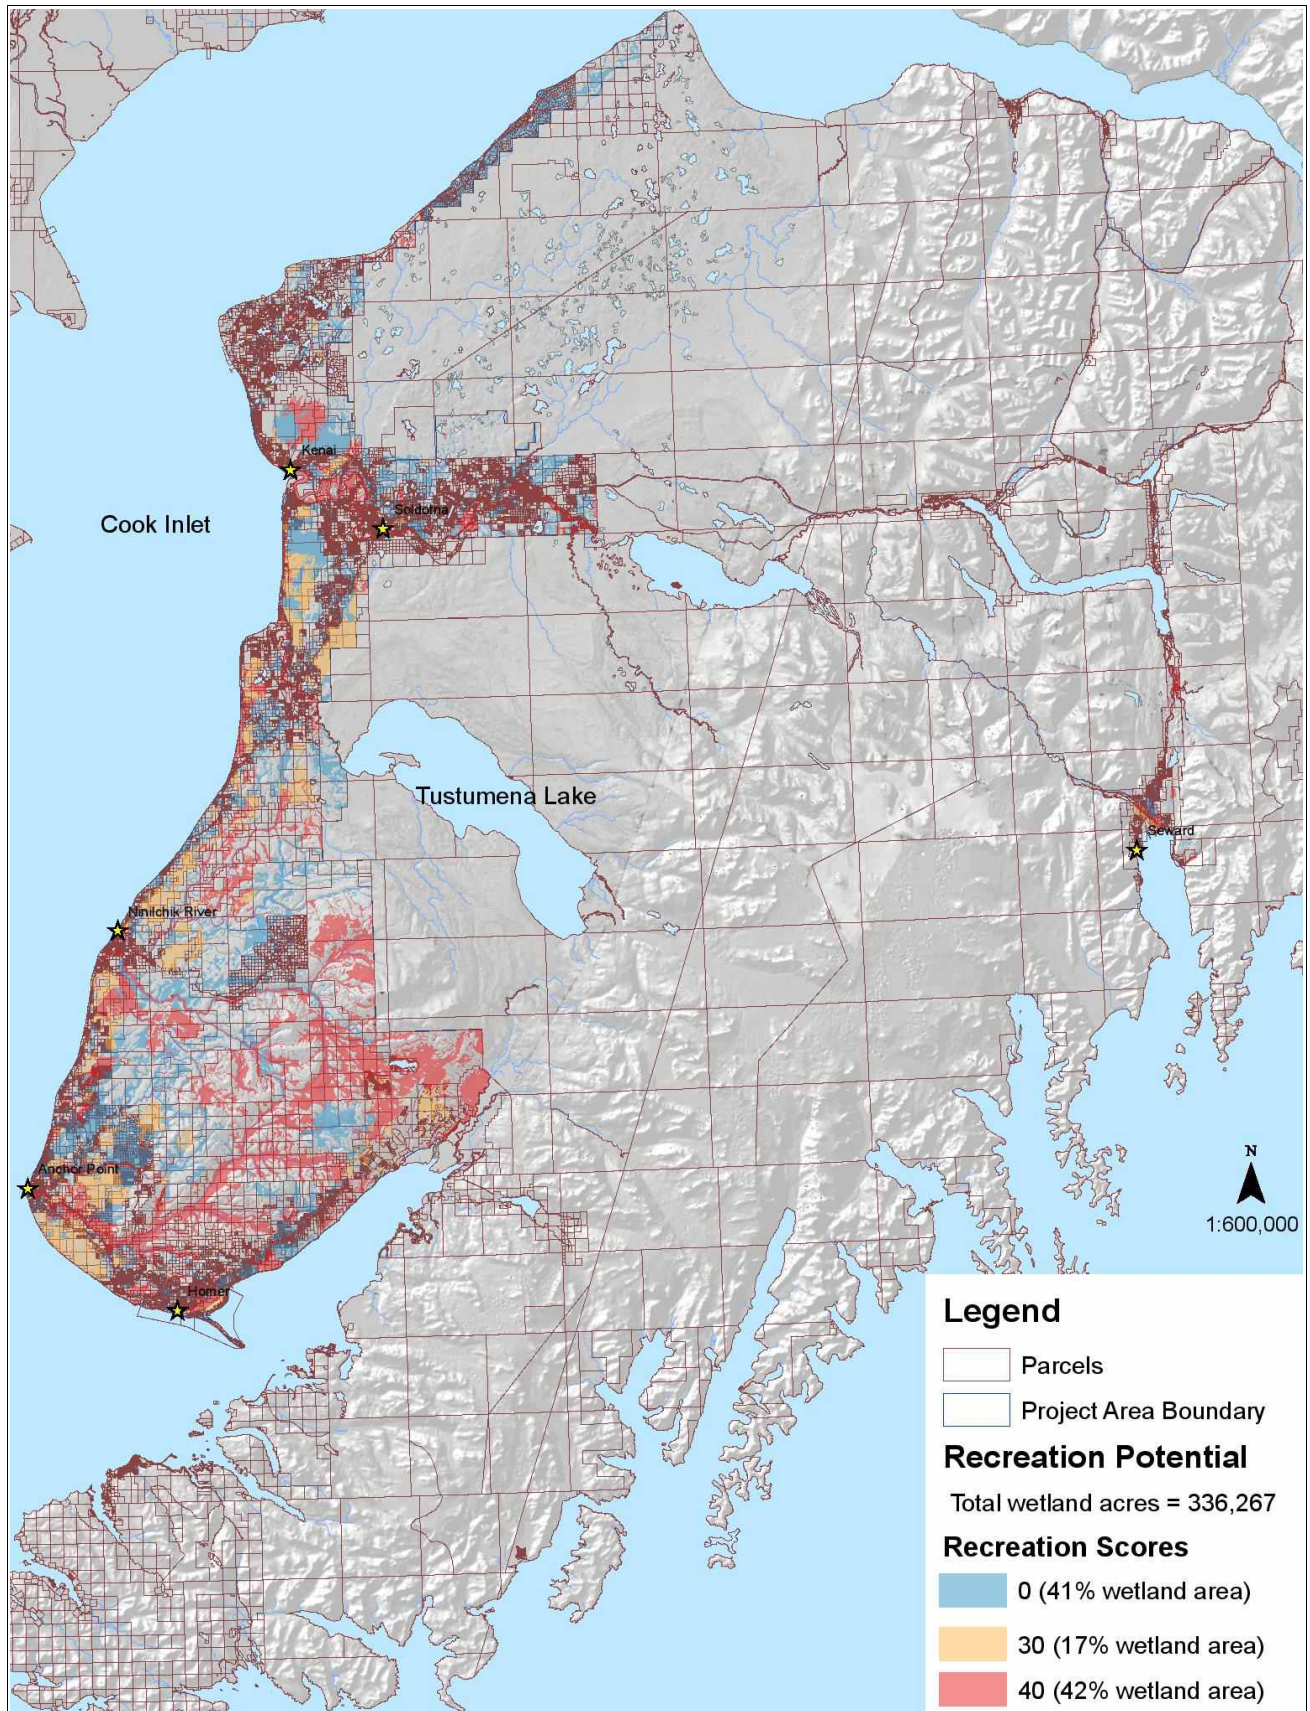 Kenai
Soldotna
Cook Inlet
Tustumena Lake
Seward
Ninilchik River
Anchor Point
Homer
N
1:600,000
Legend
Parcels
Project Area Boundary
Recreation Potential
Total wetland acres = 336,267
Recreation Scores
0 (41% wetland area)
30 (17% wetland area)
40 (42% wetland area)